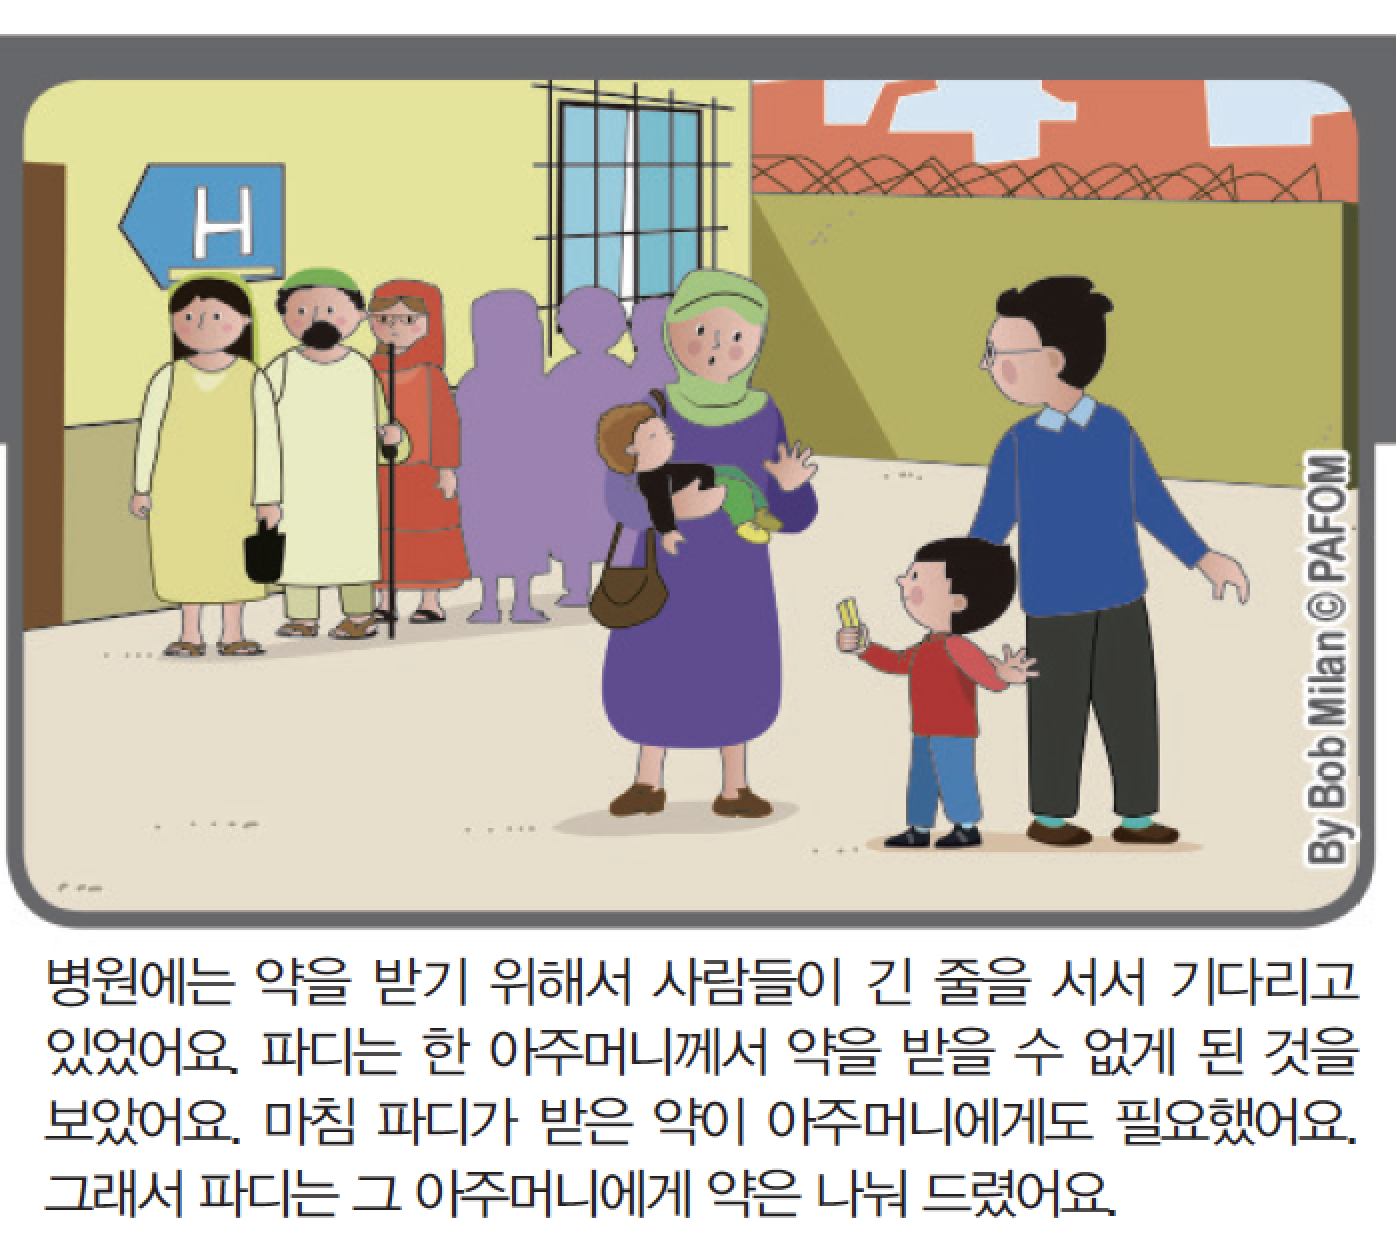 H
By Bob Milan © PAFOM
병원에는 약을 받기 위해서 사람들이 긴 줄을 서서 기다리고
있었어요. 파디는 한 아주머니께서 약을 받을 수 없게 된 것을
보았어요. 마침 파디가 받은 약이 아주머니에게도 필요했어요.
그래서 파디는 그 아주머니에게 약은 나눠 드렸어요.